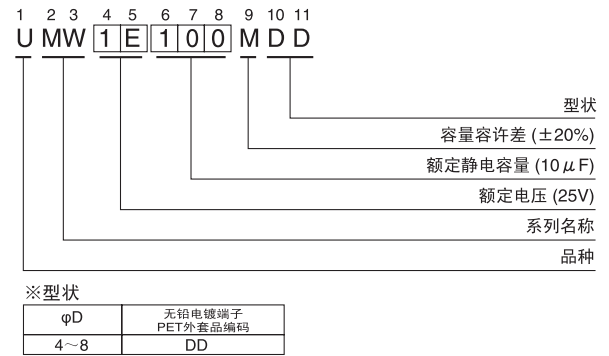 1 2 3 4 5 6 7 8 9 10 11
U M W 1 E 1 0 0 M D D
型状
容量容许差 (±20%)
额定静电容量 (10μF)
额定电压 (25V)
系列名称
品种
※型状
φD 无铅电镀端子
PET外套品编码
4～8 DD